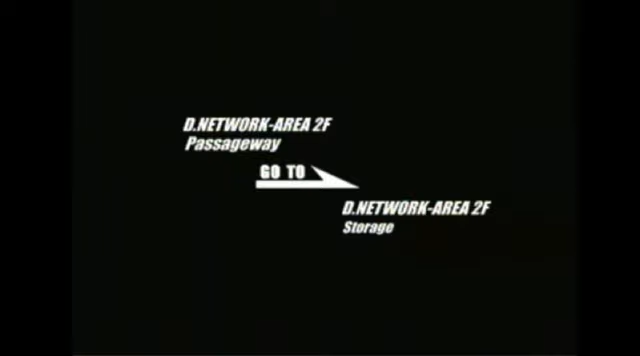 D.NETWORK-AREA 2F
Passageway
GO TO
D.NETWORK-AREA 2F
Storage